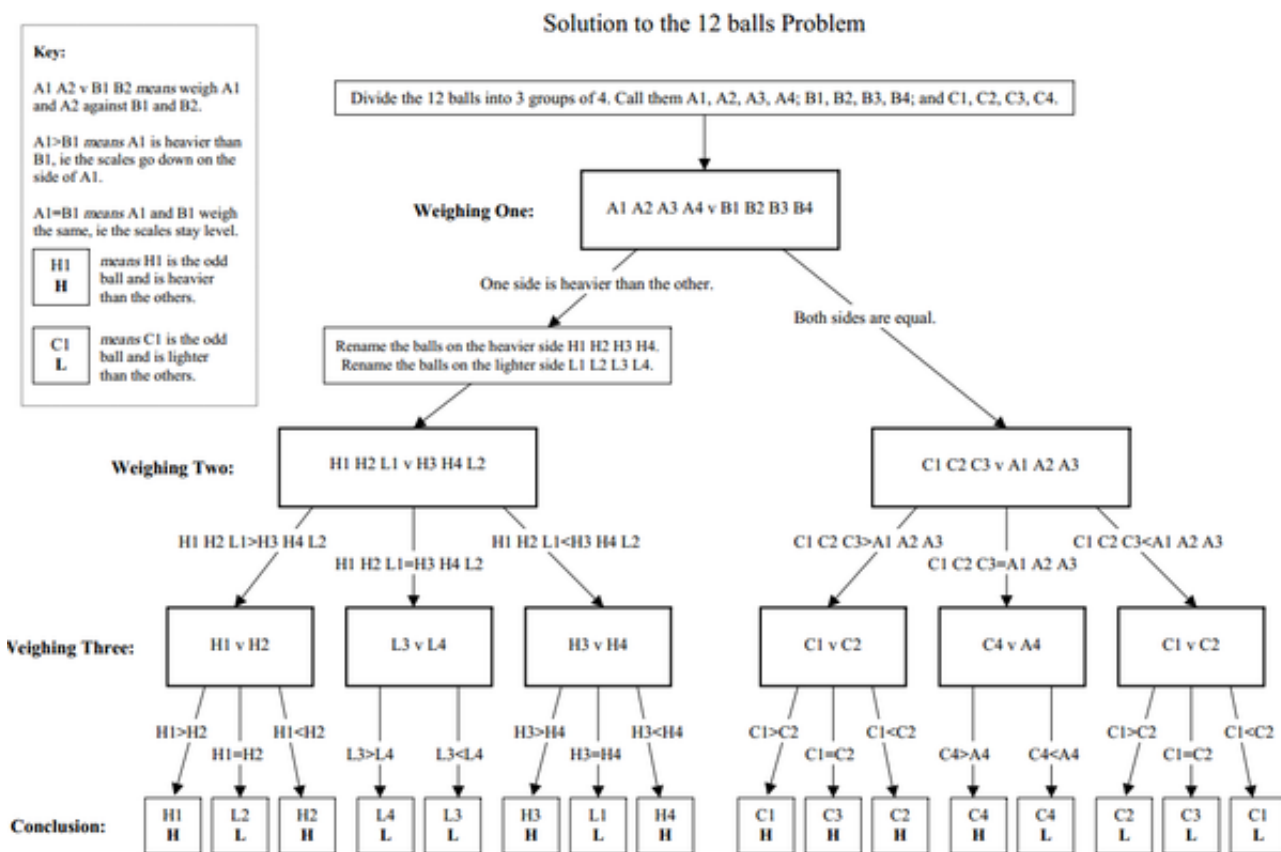 Solution to the 12 balls Problem
Key:
A1 A2 v B1 B2 means weigh A1
and A2 against B1 and B2.
A1>B1 means A1 is heavier than
B1, ie the scales go down on the
side of A1.
A1=B1 means A1 and B1 weigh
the same, ie the scales stay level.
H1
H
means H1 is the odd
ball and is heavier
than the others.
C1
L
means C1 is the odd
ball and is lighter
than the others.
Divide the 12 balls into 3 groups of 4. Call them A1, A2, A3, A4; B1, B2, B3, B4; and C1, C2, C3, C4.
Weighing One:
A1 A2 A3 A4 v B1 B2 B3 B4
One side is heavier than the other.
Both sides are equal.
Rename the balls on the heavier side H1 H2 H3 H4.
Rename the balls on the lighter side L1 L2 L3 L4.
Weighing Two:
H1 H2 L1 v H3 H4 L2
C1 C2 C3 v A1 A2 A3
H1 H2 L1>H3 H4 L2
H1 H2 L1=H3 H4 L2
H1 H2 L1<H3 H4 L2
C1 C2 C3>A1 A2 A3
C1 C2 C3=A1 A2 A3
C1 C2 C3<A1 A2 A3
Weighing Three:
H1 v H2
L3 v L4
H3 v H4
C1 v C2
C4 v A4
C1 v C2
H1>H2
H1=H2
H1<H2
L3>L4
L3<L4
H3>H4
H3=H4
H3<H4
C1>C2
C1=C2
C1<C2
C4>A4
C4<A4
C1>C2
C1=C2
C1<C2
Conclusion:
H1
H
L2
L
H2
H
L4
L
L3
L
H3
H
L1
L
H4
H
C1
H
C3
H
C2
H
C4
H
C4
L
C2
L
C3
L
C1
L